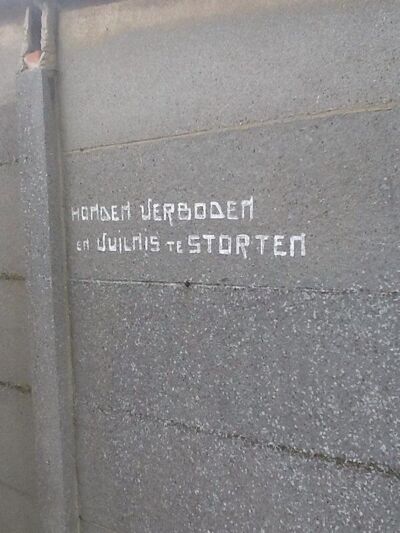 HONDEN VERBODEN
EN VUILNIS TE STORTEN